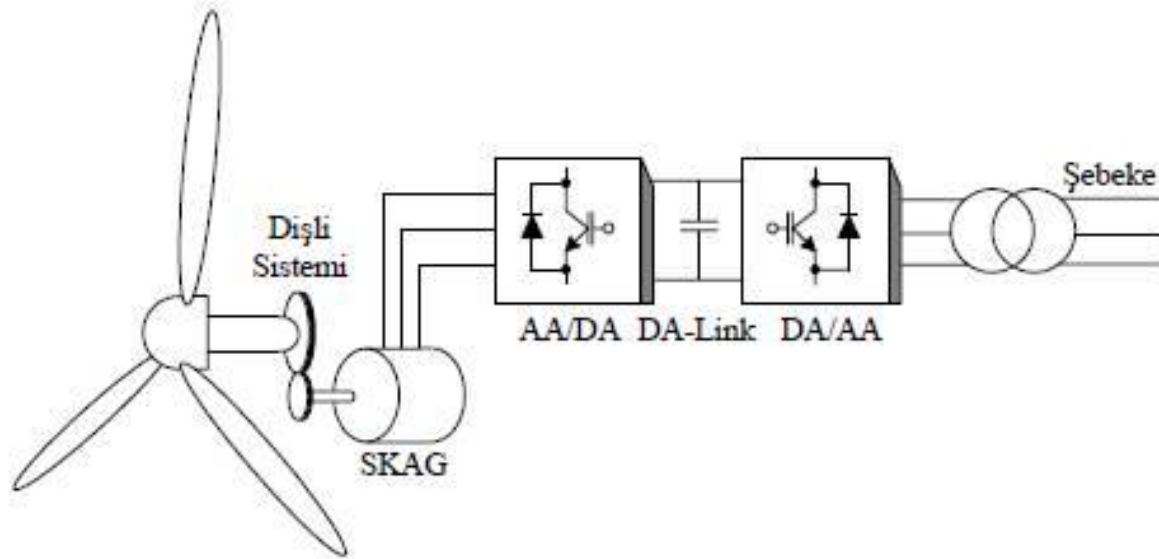 Dişli
Sistemi
SKAG
AA/DA
DA-Link
DA/AA
Şebeke